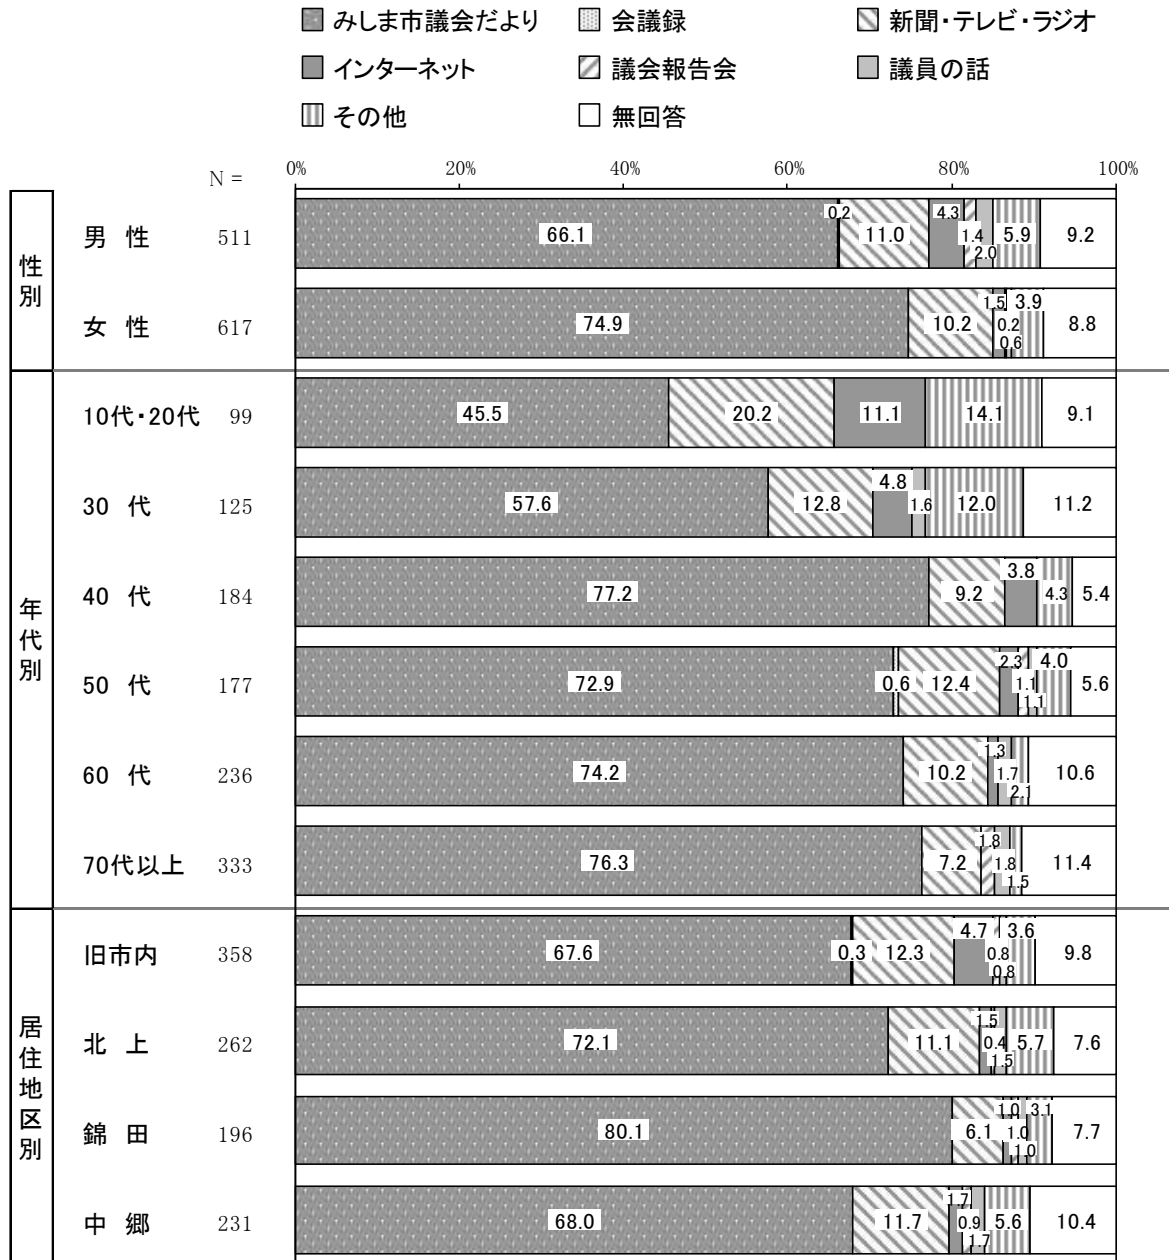 みしま市議会だより 会議録 新聞・テレビ・ラジオ
インターネット 議会報告会 議員の話
その他 無回答
N = 0% 20% 40% 60% 80% 100%
性別
男 性 511 66.1 0.2 11.0 4.3 1.4 2.0 5.9 9.2
女 性 617 74.9 10.2 1.5 0.2 0.6 3.9 8.8
年代別
10代・20代 99 45.5 20.2 11.1 14.1 9.1
30 代 125 57.6 12.8 4.8 1.6 12.0 11.2
40 代 184 77.2 9.2 3.8 4.3 5.4
50 代 177 72.9 0.6 12.4 2.3 1.1 1.1 4.0 5.6
60 代 236 74.2 10.2 1.3 1.7 2.1 10.6
70代以上 333 76.3 7.2 1.8 1.8 1.5 11.4
居住地区別
旧市内 358 67.6 0.3 12.3 4.7 0.8 0.8 3.6 9.8
北 上 262 72.1 11.1 1.5 0.4 1.5 5.7 7.6
錦 田 196 80.1 6.1 1.0 1.0 1.0 3.1 7.7
中 郷 231 68.0 11.7 1.7 0.9 1.7 5.6 10.4